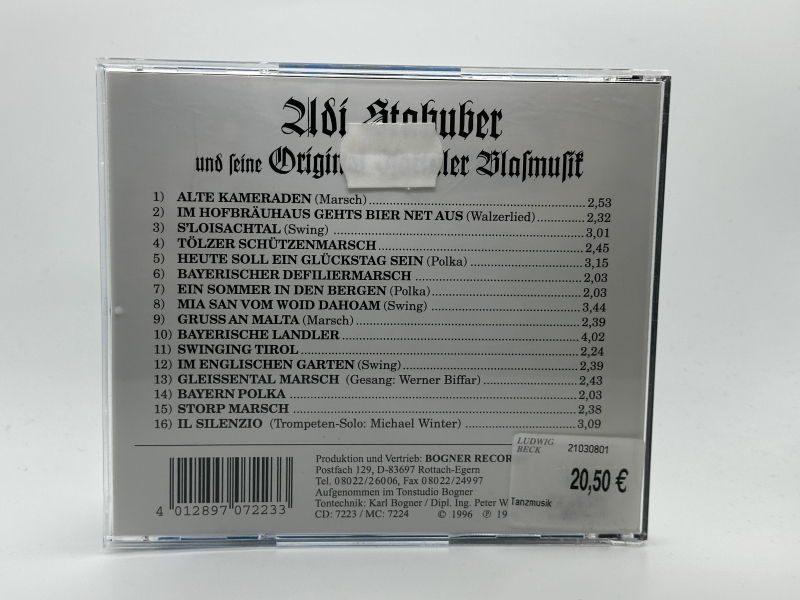 Adi Stahuber
und seine Blasmusik
1) ALTE KAMERADEN (Marsch) 2,53
2) IM HOFBRÄUHAUS GEHTS BIER NET AUS (Walzerlied) 2,32
3) S'LOISACHTAL (Swing) 3,01
4) TÖLZER SCHÜTZENMARSCH 2,45
5) HEUTE SOLL EIN GLÜCKSTAG SEIN (Polka) 3,15
6) BAYERISCHER DEFILIERMARSCH 2,03
7) EIN SOMMER IN DEN BERGEN (Polka) 2,03
8) MIA SAN VOM WOID DAHOAM (Swing) 3,44
9) GRUSS AN MALTA (Marsch) 2,39
10) BAYERISCHE LANDLER 4,02
11) SWINGING TIROL 2,24
12) IM ENGLISCHEN GARTEN (Swing) 2,39
13) GLEISSENTAL MARSCH (Gesang: Werner Biffar) 2,43
14) BAYERN POLKA 2,03
15) STORP MARSCH 2,38
16) IL SILENZIO (Trompeten-Solo: Michael Winter) 3,09
Produktion und Vertrieb: BOGNER RECOR
Postfach 129, D-83697 Rottach-Egern
Tel. 08022/26006, Fax 08022/24997
Aufgenommen im Tonstudio Bogner
Tontechnik: Karl Bogner / Dipl. Ing. Peter W
CD: 7223 / MC: 7224 © 1996 ℗ 19
4 012897 072233
LUDWIG BECK 21030801
20,50 €
Tanzmusik